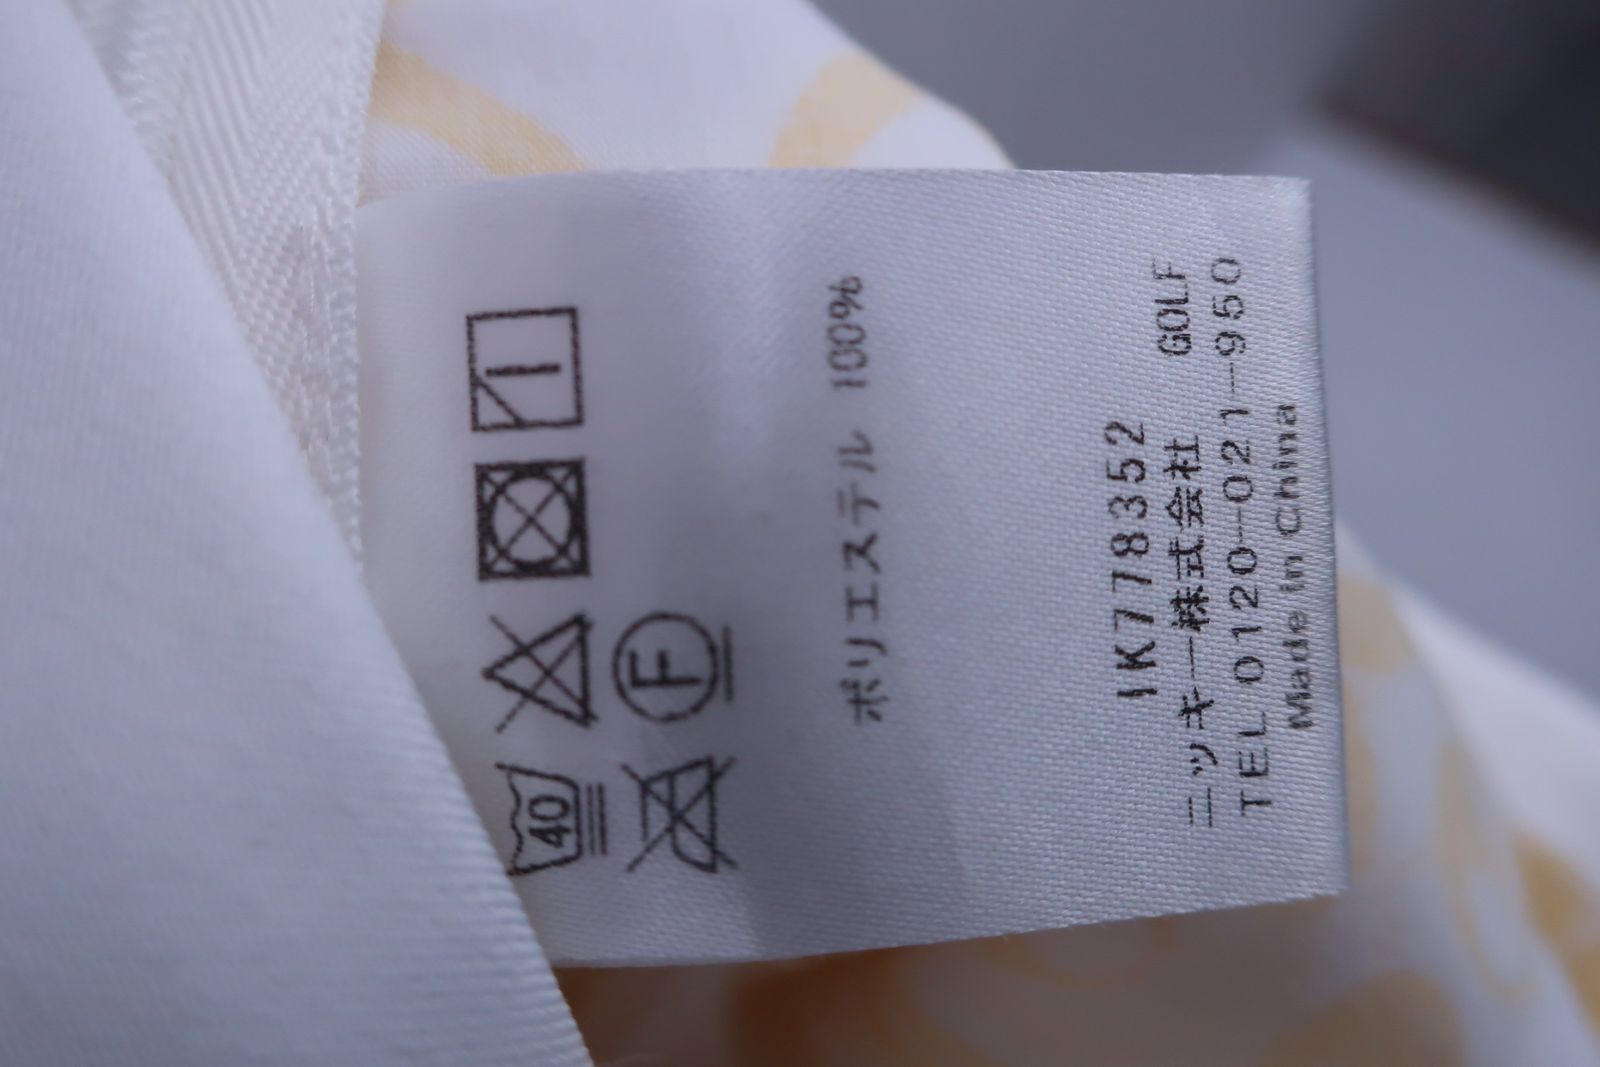 40
F
ポリエステル 100%
1K778352
ニッキー株式会社 GOLF
TEL 0120-021-950
Made in China